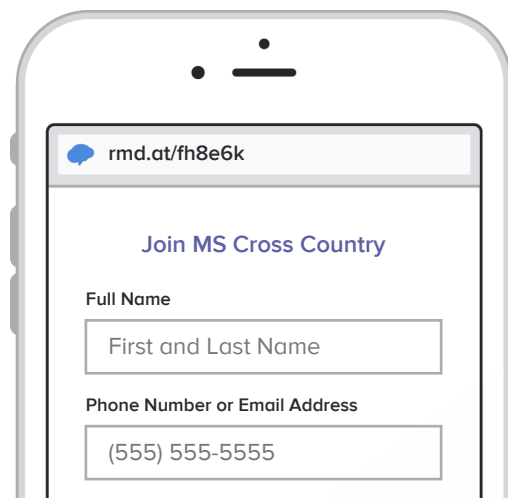 rmd.at/fh8e6k
Join MS Cross Country
Full Name
First and Last Name
Phone Number or Email Address
(555) 555-5555